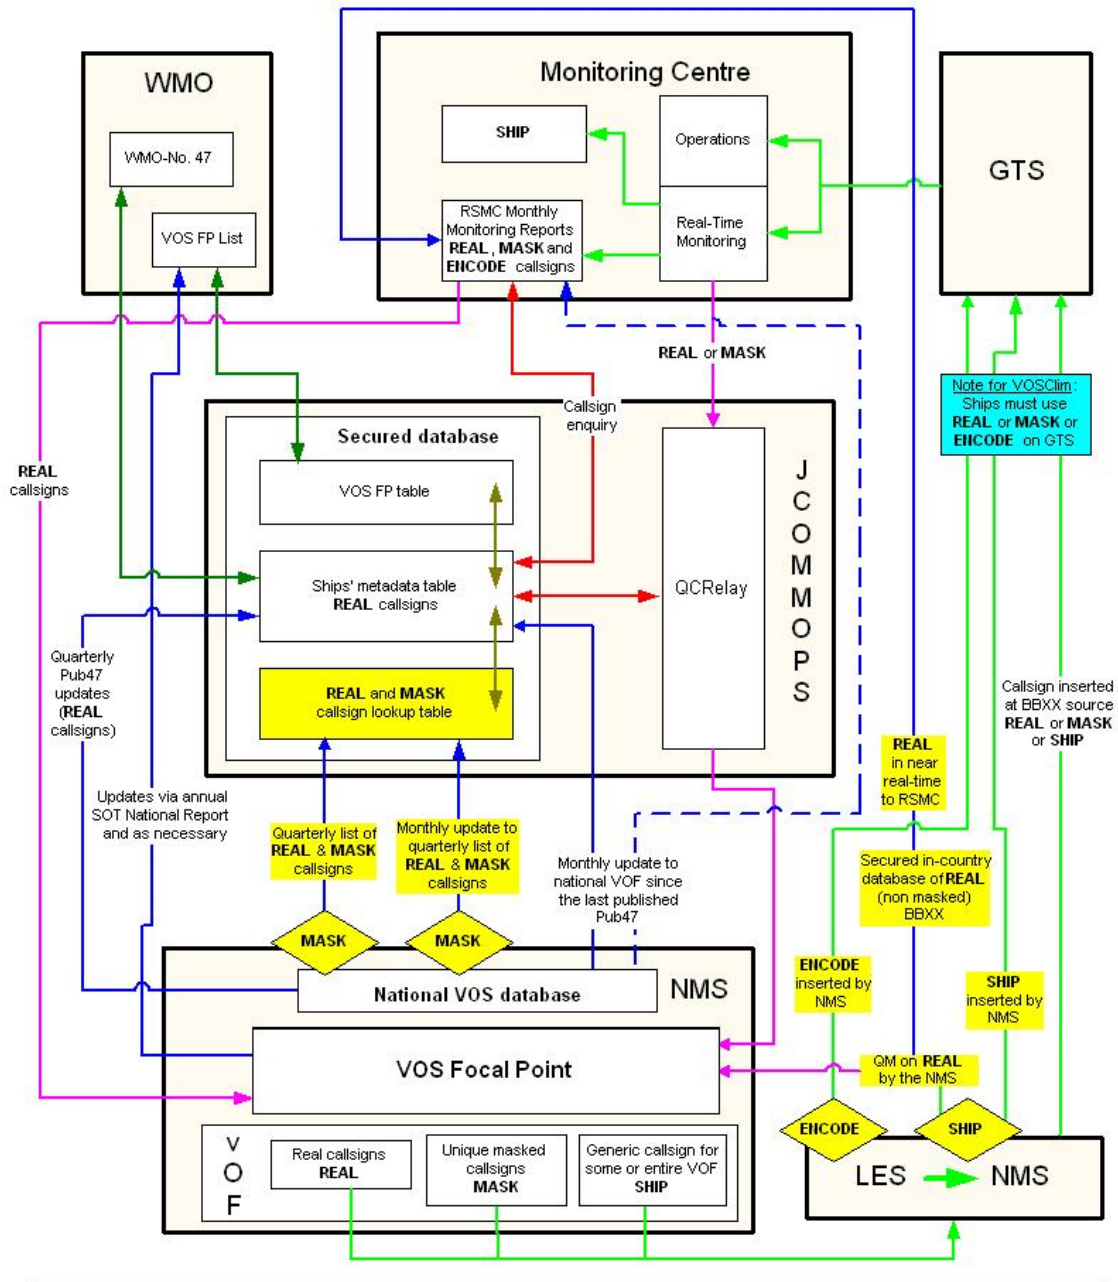 WMO
WMO-No. 47
VOS FP List
Monitoring Centre
SHIP
Operations
RSMC Monthly
Monitoring Reports
REAL, MASK and
ENCODE callsigns
Real-Time
Monitoring
GTS
REAL or MASK
Note for VOSClim:
Ships must use
REAL or MASK or
ENCODE on GTS
Callsign
enquiry
Secured database
VOS FP table
Ships' metadata table
REAL callsigns
REAL and MASK
callsign lookup table
QCRelay
J
C
O
M
M
O
P
S
REAL
callsigns
Quarterly
Pub47
updates
(REAL
callsigns)
Updates via annual
SOT National Report
and as necessary
Quarterly list of
REAL & MASK
callsigns
Monthly update to
quarterly list of
REAL & MASK
callsigns
Monthly update to
national VOF since
the last published
Pub47
Callsign inserted
at BBXX source
REAL or MASK
or SHIP
REAL
in near
real-time
to RSMC
Secured in-country
database of REAL
(non masked)
BBXX
MASK
MASK
ENCODE
inserted by
NMS
SHIP
inserted by
NMS
National VOS database
NMS
VOS Focal Point
QM on REAL
by the NMS
V
O
F
Real callsigns
REAL
Unique masked
callsigns
MASK
Generic callsign for
some or entire VOF
SHIP
ENCODE
SHIP
LES
NMS